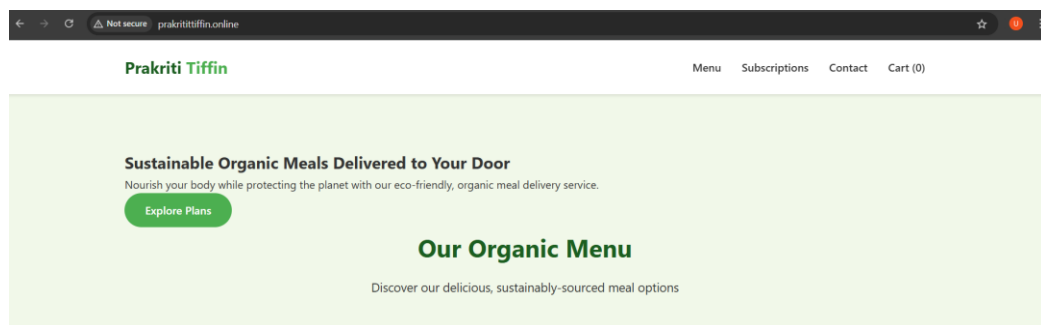 Not secure prakritittiffin.online
U
Prakriti Tiffin
Menu Subscriptions Contact Cart (0)
Sustainable Organic Meals Delivered to Your Door
Nourish your body while protecting the planet with our eco-friendly, organic meal delivery service.
Explore Plans
Our Organic Menu
Discover our delicious, sustainably-sourced meal options